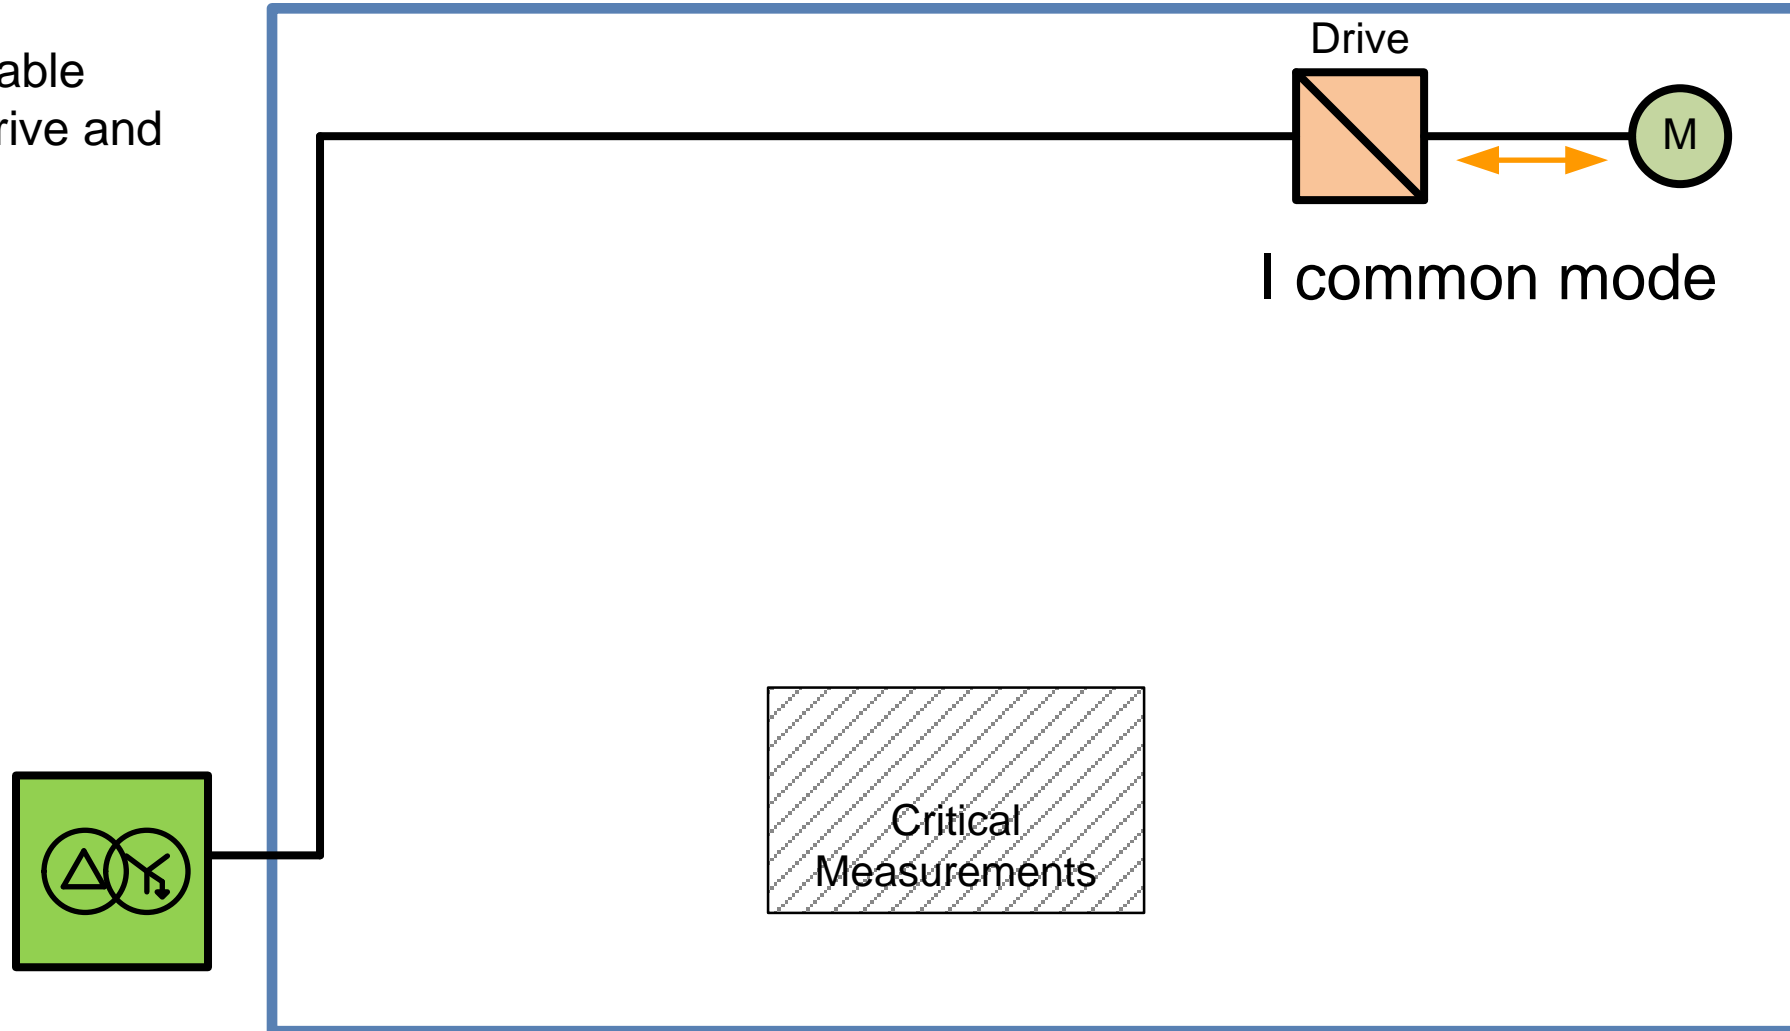 able
rive and
Drive
M
I common mode
Critical
Measurements